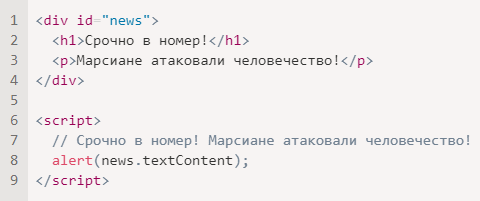 1 <div id="news">
2   <h1>Срочно в номер!</h1>
3   <p>Марсиане атаковали человечество!</p>
4 </div>
5
6 <script>
7   // Срочно в номер! Марсиане атаковали человечество!
8   alert(news.textContent);
9 </script>